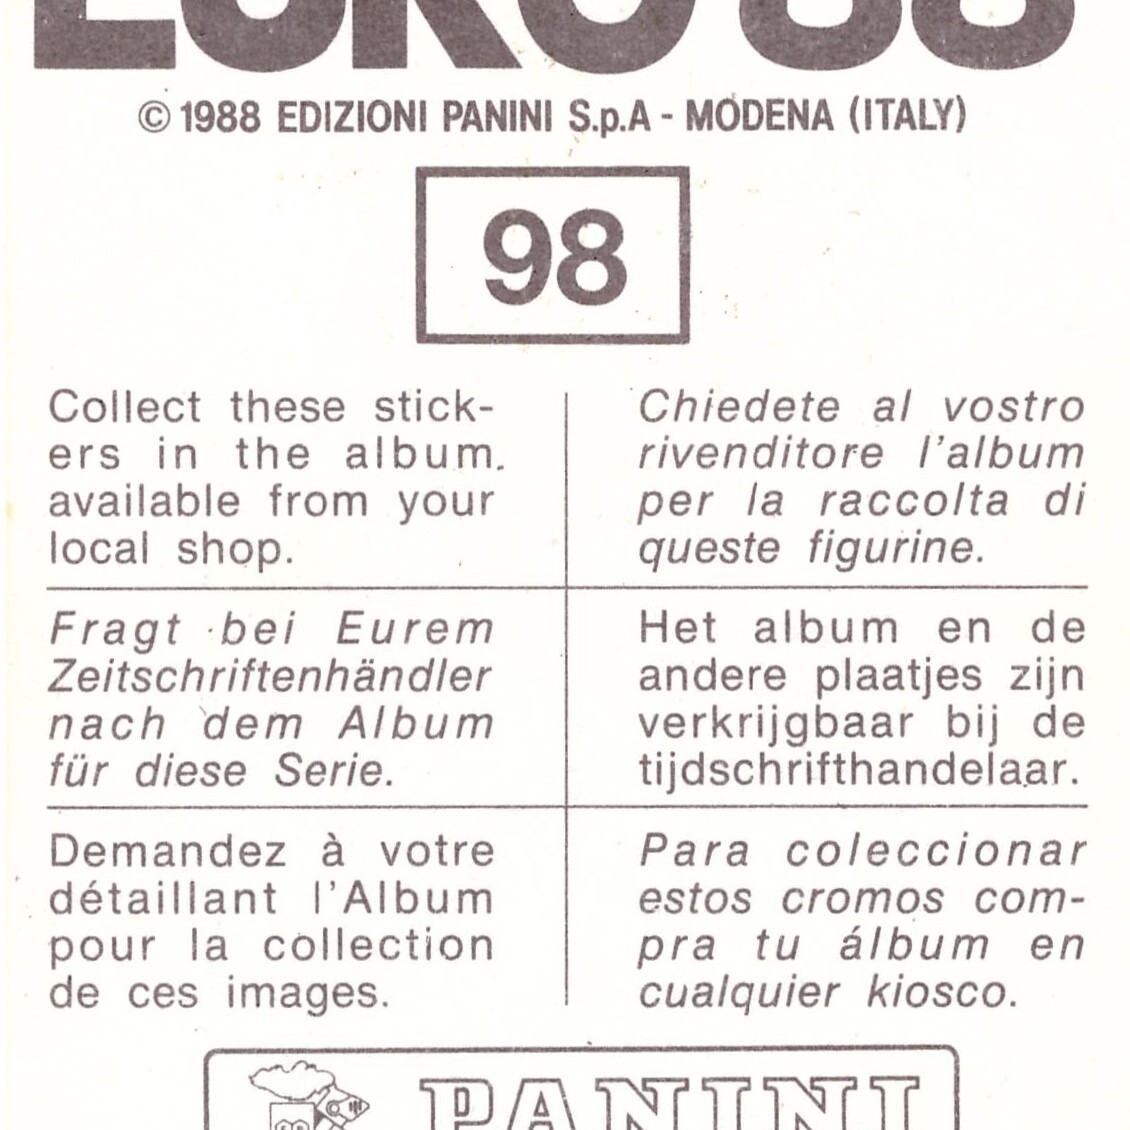 EURO 88
© 1988 EDIZIONI PANINI S.p.A - MODENA (ITALY)
98
Collect these stick-
ers in the album.
available from your
local shop.
Chiedete al vostro
rivenditore l'album
per la raccolta di
queste figurine.
Fragt bei Eurem
Zeitschriftenhändler
nach dem Album
für diese Serie.
Het album en de
andere plaatjes zijn
verkrijgbaar bij de
tijdschrifthandelaar.
Demandez à votre
détaillant l'Album
pour la collection
de ces images.
Para coleccionar
estos cromos com-
pra tu álbum en
cualquier kiosco.
PANINI